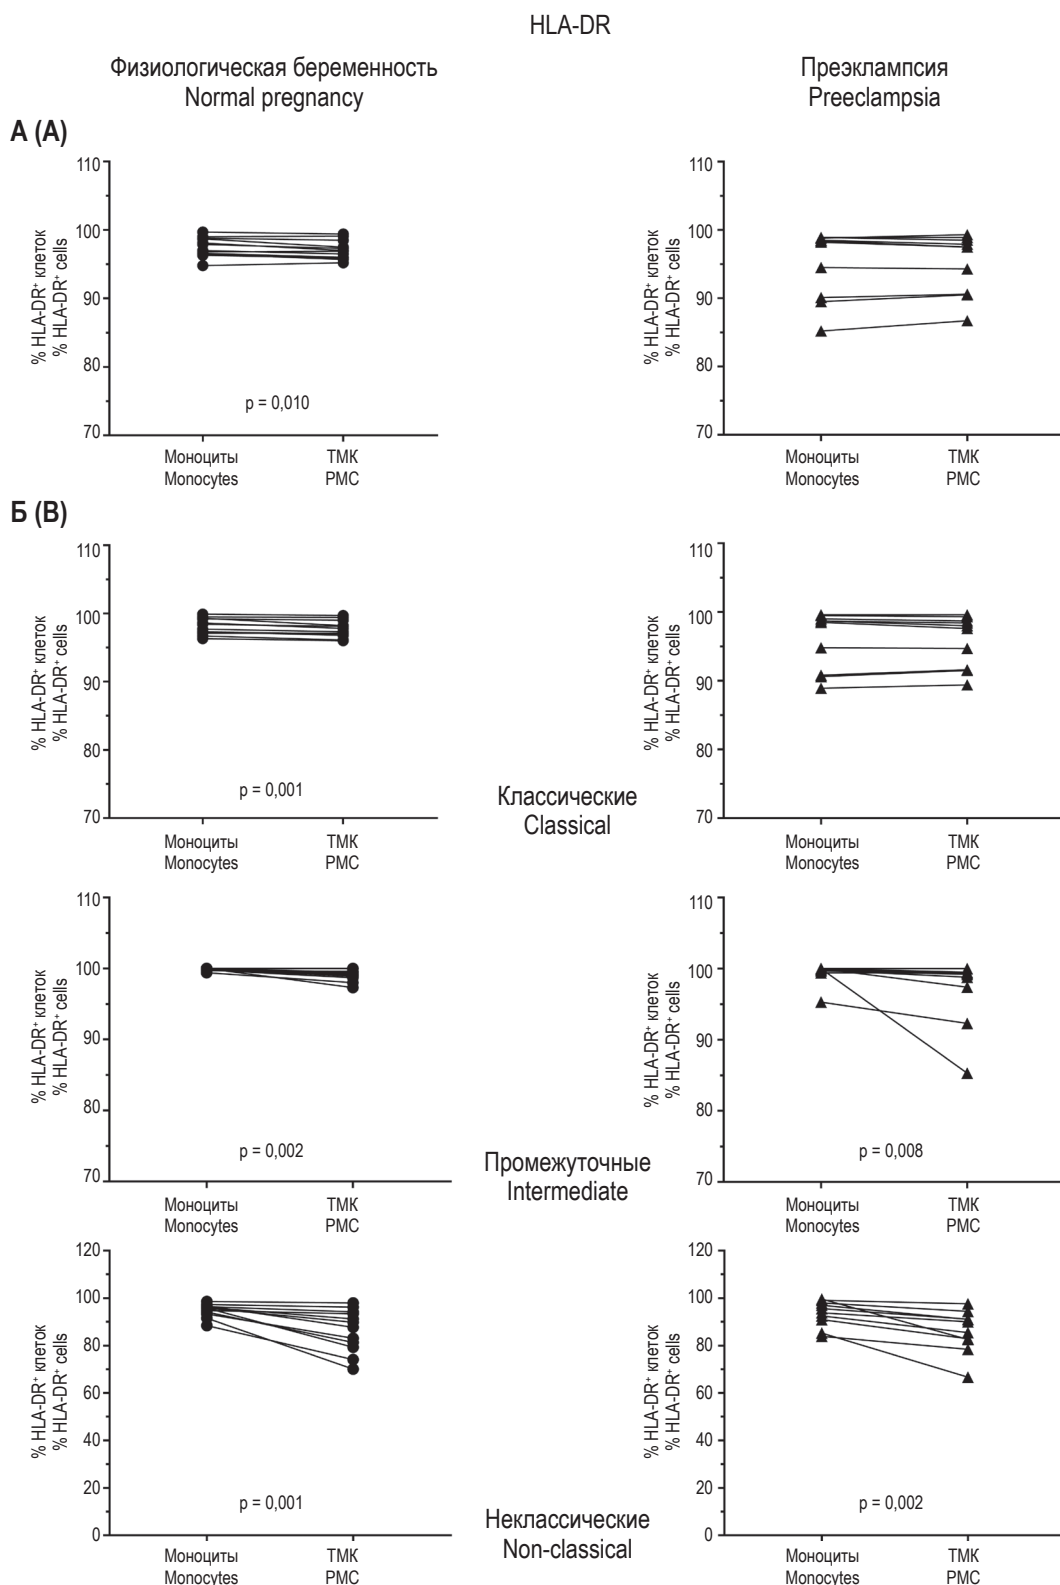 HLA-DR
Физиологическая беременность
Normal pregnancy
Преэклампсия
Preeclampsia
А (A)
% HLA-DR⁺ клеток
% HLA-DR⁺ cells
110
100
90
80
70
p = 0,010
Моноциты
Monocytes
ТМК
PMC
% HLA-DR⁺ клеток
% HLA-DR⁺ cells
110
100
90
80
70
Моноциты
Monocytes
ТМК
PMC
Б (B)
% HLA-DR⁺ клеток
% HLA-DR⁺ cells
110
100
90
80
70
p = 0,001
Моноциты
Monocytes
ТМК
PMC
Классические
Classical
% HLA-DR⁺ клеток
% HLA-DR⁺ cells
110
100
90
80
70
Моноциты
Monocytes
ТМК
PMC
% HLA-DR⁺ клеток
% HLA-DR⁺ cells
110
100
90
80
70
p = 0,002
Моноциты
Monocytes
ТМК
PMC
Промежуточные
Intermediate
% HLA-DR⁺ клеток
% HLA-DR⁺ cells
110
100
90
80
70
p = 0,008
Моноциты
Monocytes
ТМК
PMC
% HLA-DR⁺ клеток
% HLA-DR⁺ cells
120
100
80
60
40
20
0
p = 0,001
Моноциты
Monocytes
ТМК
PMC
Неклассические
Non-classical
% HLA-DR⁺ клеток
% HLA-DR⁺ cells
120
100
80
60
40
20
0
p = 0,002
Моноциты
Monocytes
ТМК
PMC